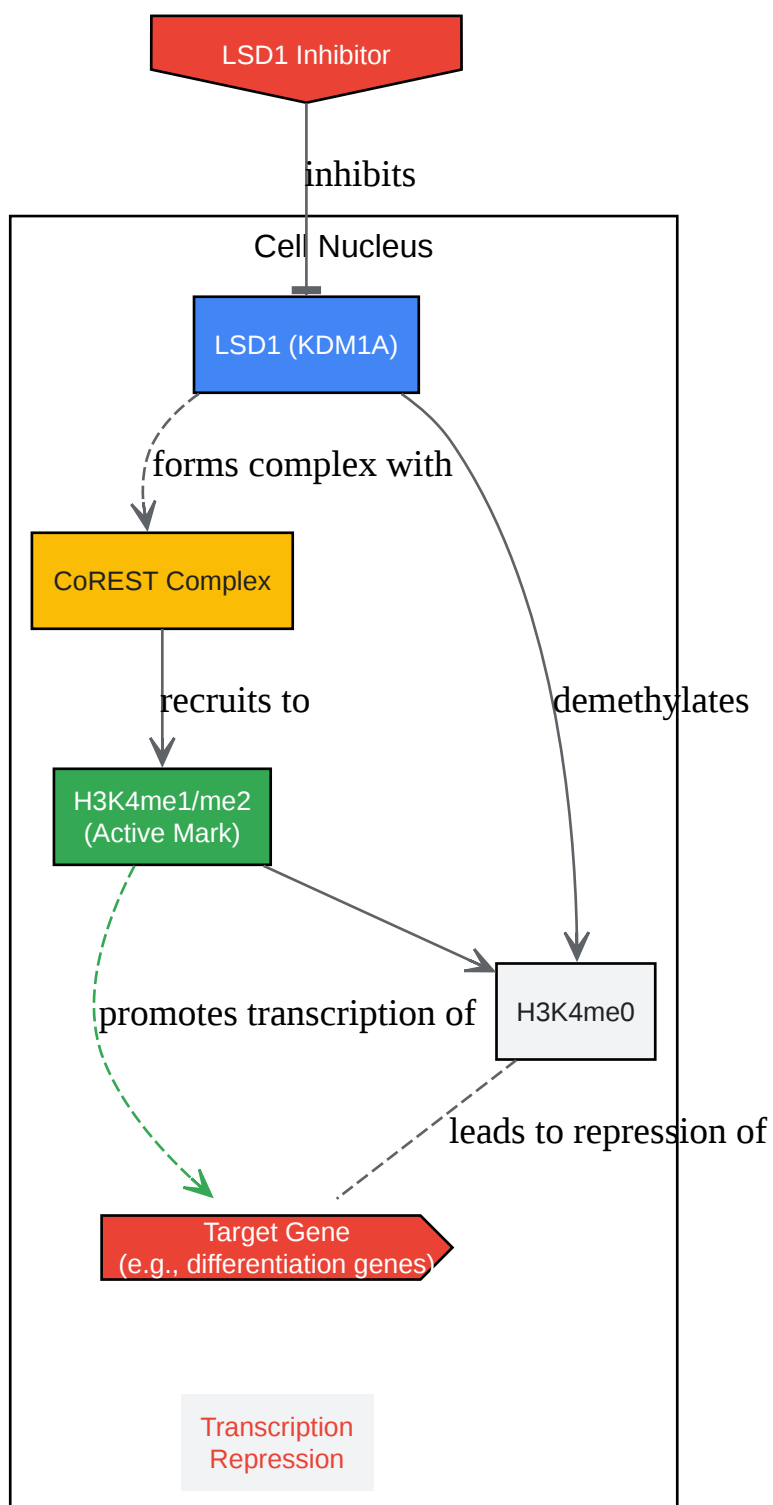 LSD1 Inhibitor
inhibits
Cell Nucleus
LSD1 (KDM1A)
forms complex with
CoREST Complex
recruits to
demethylates
H3K4me1/me2
(Active Mark)
promotes transcription of
H3K4me0
leads to repression of
Target Gene
(e.g., differentiation genes)
Transcription
Repression